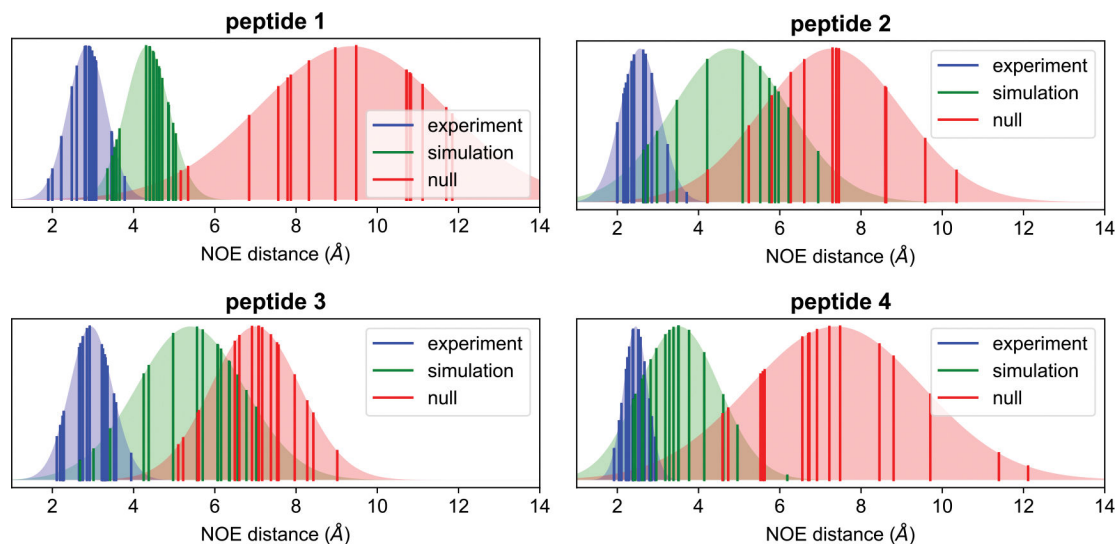 peptide 1
experiment
simulation
null
2 4 6 8 10 12 14
NOE distance (Å)
peptide 2
experiment
simulation
null
2 4 6 8 10 12 14
NOE distance (Å)
peptide 3
experiment
simulation
null
2 4 6 8 10 12 14
NOE distance (Å)
peptide 4
experiment
simulation
null
2 4 6 8 10 12 14
NOE distance (Å)